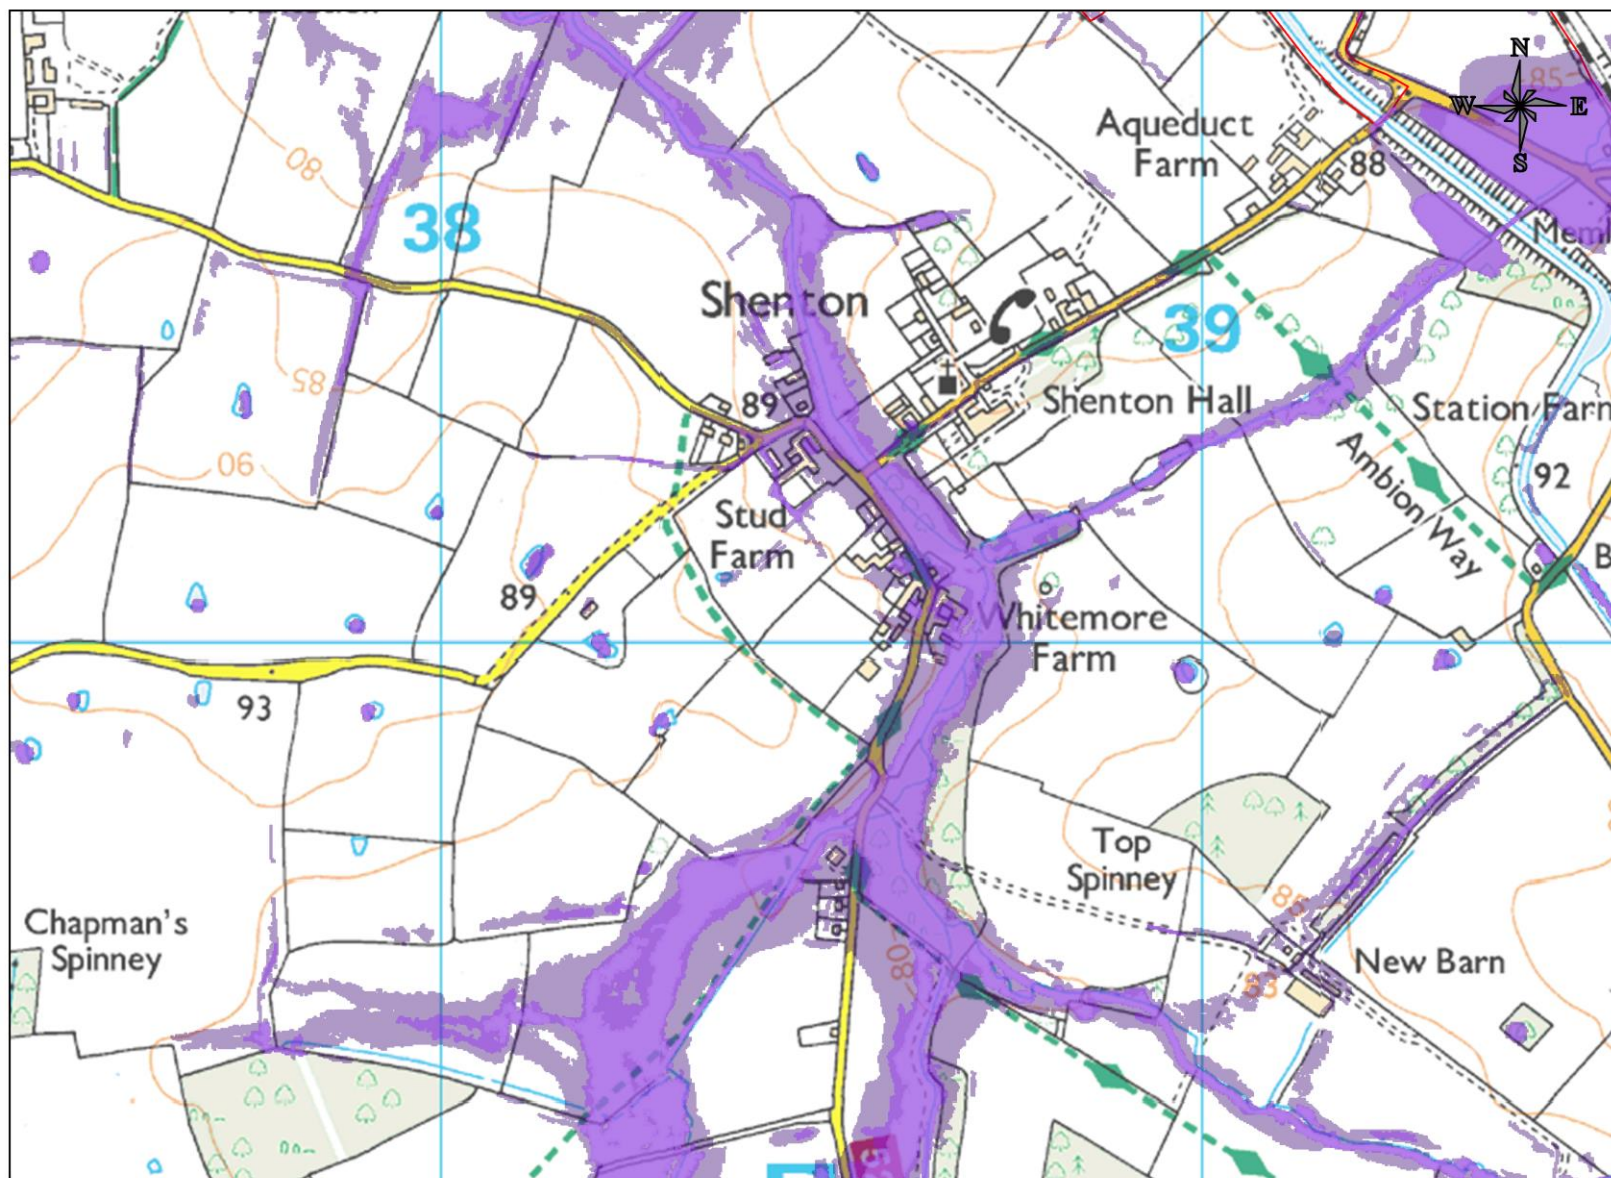 N
W E
S
85
Aqueduct
Farm
88
80
38
Shenton
39
85
89
Shenton Hall
Station Farm
90
92
Stud
Farm
Ambion Way
B
89
Whitemore
Farm
93
Top
Spinney
85
Chapman's
Spinney
80
83
New Barn